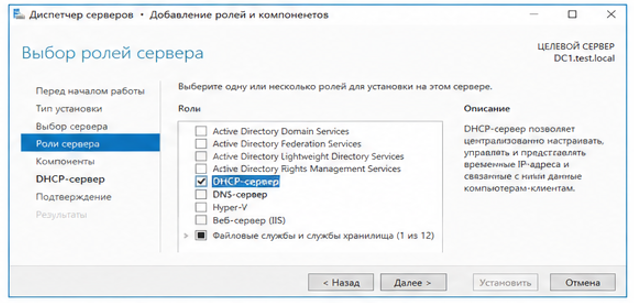 Диспетчер серверов • Добавление ролей и компонентов
Выбор ролей сервера
ЦЕЛЕВОЙ СЕРВЕР
DC1.test.local
Перед началом работы
Тип установки
Выбор сервера
Роли сервера
Компоненты
DHCP-сервер
Подтверждение
Результаты
Выберите одну или несколько ролей для установки на этом сервере.
Роли
Active Directory Domain Services
Active Directory Federation Services
Active Directory Lightweight Directory Services
Active Directory Rights Management Services
DHCP-сервер
DNS-сервер
Hyper-V
Веб-сервер (IIS)
Файловые службы и службы хранилища (1 из 12)
Описание
DHCP-сервер позволяет
централизованно настраивать,
управлять и предстгвлять
временные IP-адреса и
связанные с ними данные
компьютерам-клиентам.
< Назад
Далее >
Установить
Отмена